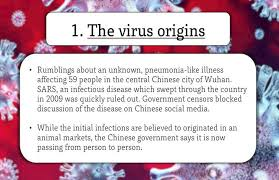 1. The virus origins
• Rumblings about an unknown, pneumonia-like illness
affecting 59 people in the central Chinese city of Wuhan.
SARS, an infectious disease which swept through the country
in 2009 was quickly ruled out. Government censors blocked
discussion of the disease on Chinese social media.
• While the initial infections are believed to originated in an
animal markets, the Chinese government says it is now
passing from person to person.